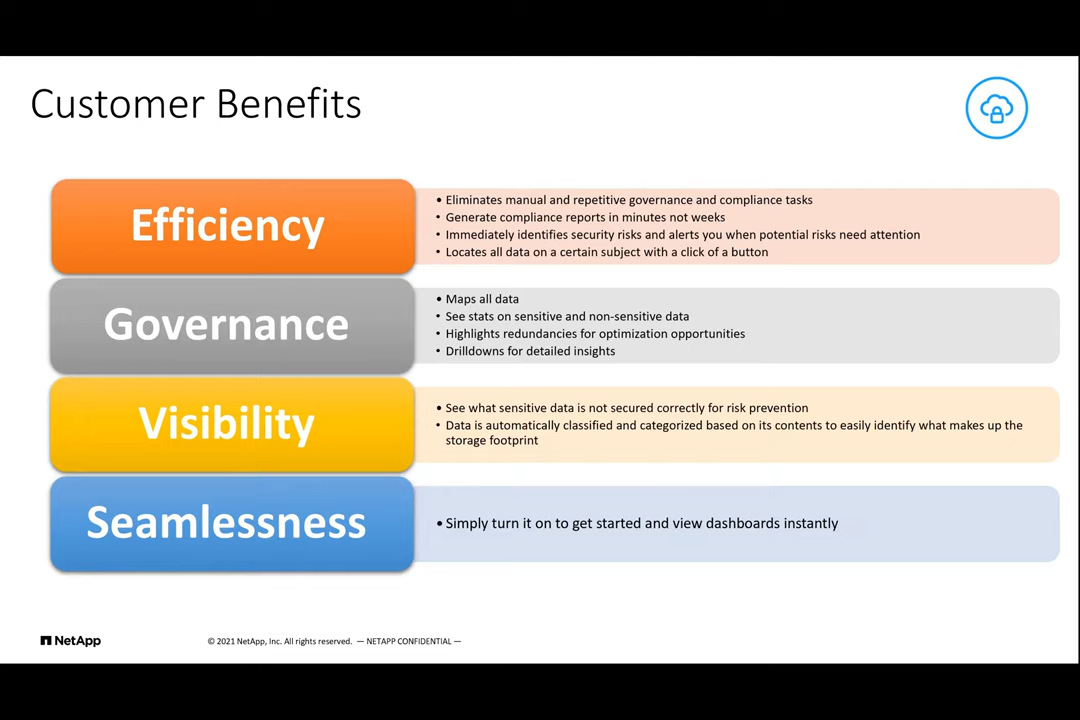 Customer Benefits
Efficiency
• Eliminates manual and repetitive governance and compliance tasks
• Generate compliance reports in minutes not weeks
• Immediately identifies security risks and alerts you when potential risks need attention
• Locates all data on a certain subject with a click of a button
Governance
• Maps all data
• See stats on sensitive and non-sensitive data
• Highlights redundancies for optimization opportunities
• Drilldowns for detailed insights
Visibility
• See what sensitive data is not secured correctly for risk prevention
• Data is automatically classified and categorized based on its contents to easily identify what makes up the
storage footprint
Seamlessness
• Simply turn it on to get started and view dashboards instantly
NetApp
© 2021 NetApp, Inc. All rights reserved. — NETAPP CONFIDENTIAL —